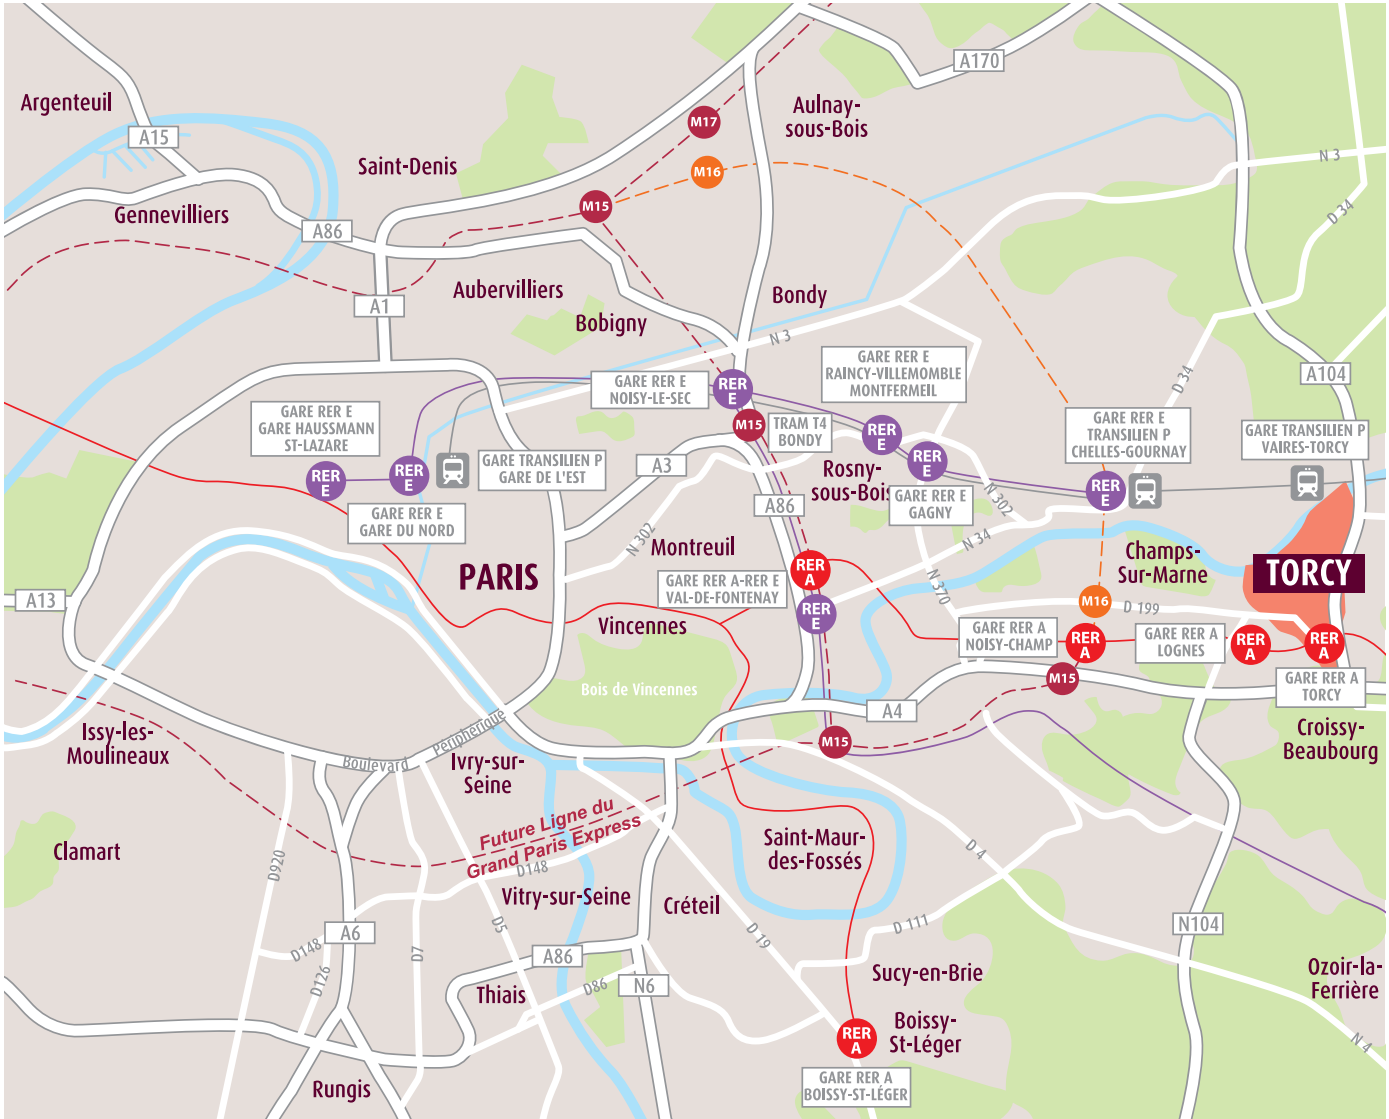 A170
Argenteuil
Aulnay-
sous-Bois
M17
A15
N 3
Saint-Denis
M16
M15
Gennevilliers
D 34
A86
Aubervilliers
Bondy
A1
Bobigny
N 3
GARE RER E
RAINCY-VILLEMOMBLE
MONTFERMEIL
D 34
A104
GARE RER E
NOISY-LE-SEC
RER
E
GARE RER E
GARE HAUSSMANN
ST-LAZARE
M15
TRAM T4
BONDY
RER
E
GARE RER E
TRANSILIEN P
CHELLES-GOURNAY
GARE TRANSILIEN P
VAIRES-TORCY
RER
E
RER
E
GARE TRANSILIEN P
GARE DE L'EST
A3
Rosny-
sous-Bois
RER
E
RER
E
GARE RER E
GARE DU NORD
A86
GARE RER E
GAGNY
N 302
N 302
Montreuil
N 34
Champs-
Sur-Marne
PARIS
RER
A
GARE RER A-RER E
VAL-DE-FONTENAY
N 370
TORCY
A13
M16
D 199
RER
E
Vincennes
GARE RER A
NOISY-CHAMP
RER
A
GARE RER A
LOGNES
RER
A
RER
A
Bois de Vincennes
M15
GARE RER A
TORCY
A4
Issy-les-
Moulineaux
Boulevard
Périphérique
M15
Croissy-
Beaubourg
Ivry-sur-
Seine
Future Ligne du
Grand Paris Express
Clamart
D920
D148
Saint-Maur-
des-Fossés
D 4
Vitry-sur-Seine
Créteil
D5
D 19
D 111
N104
A6
D148
D7
A86
D126
Thiais
D86
N6
Sucy-en-Brie
Ozoir-la-
Ferrière
RER
A
Boissy-
St-Léger
N 4
Rungis
GARE RER A
BOISSY-ST-LÉGER